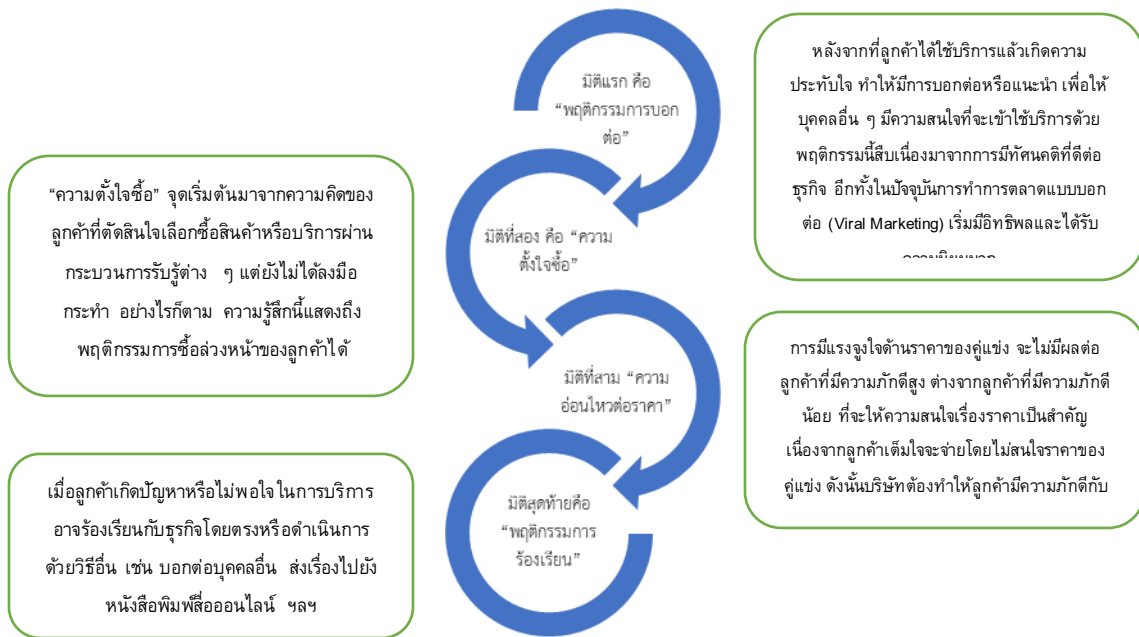 มิติแรก คือ
“พฤติกรรมการบอก
ต่อ”
หลังจากที่ลูกค้าได้ใช้บริการแล้วเกิดความ
ประทับใจ ทำให้มีการบอกต่อหรือแนะนำ เพื่อให้
บุคคลอื่น ๆ มีความสนใจที่จะเข้าใช้บริการด้วย
พฤติกรรมนี้สืบเนื่องมาจากการมีทัศนคติที่ดีต่อ
ธุรกิจ อีกทั้งในปัจจุบันการทำการตลาดแบบบอก
ต่อ (Viral Marketing) เริ่มมีอิทธิพลและได้รับ
มิติที่สอง คือ “ความ
ตั้งใจซื้อ”
“ความตั้งใจซื้อ” จุดเริ่มต้นมาจากความคิดของ
ลูกค้าที่ตัดสินใจเลือกซื้อสินค้าหรือบริการผ่าน
กระบวนการรับรู้ต่าง ๆ แต่ยังไม่ได้ลงมือ
กระทำ อย่างไรก็ตาม ความรู้สึกนี้แสดงถึง
พฤติกรรมการซื้อล่วงหน้าของลูกค้าได้
มิติที่สาม “ความ
อ่อนไหวต่อราคา”
การมีแรงจูงใจด้านราคาของคู่แข่ง จะไม่มีผลต่อ
ลูกค้าที่มีความภักดีสูง ต่างจากลูกค้าที่มีความภักดี
น้อย ที่จะให้ความสนใจเรื่องราคาเป็นสำคัญ
เนื่องจากลูกค้าเต็มใจจะจ่ายโดยไม่สนใจราคาของ
คู่แข่ง ดังนั้นบริษัทต้องทำให้ลูกค้ามีความภักดีกับ
มิติสุดท้ายคือ
“พฤติกรรมการ
ร้องเรียน”
เมื่อลูกค้าเกิดปัญหาหรือไม่พอใจในการบริการ
อาจร้องเรียนกับธุรกิจโดยตรงหรือดำเนินการ
ด้วยวิธีอื่น เช่น บอกต่อบุคคลอื่น ส่งเรื่องไปยัง
หนังสือพิมพ์สื่อออนไลน์ ฯลฯ